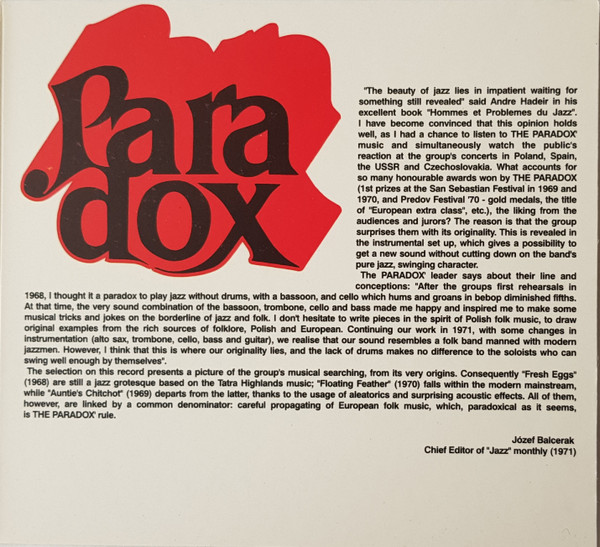 Para
dox
"The beauty of jazz lies in impatient waiting for
something still revealed" said Andre Hadeir in his
excellent book "Hommes et Problemes du Jazz".
I have become convinced that this opinion holds
well, as I had a chance to listen to THE PARADOX'
music and simultaneously watch the public's
reaction at the group's concerts in Poland, Spain,
the USSR and Czechoslovakia. What accounts for
so many honourable awards won by THE PARADOX
(1st prizes at the San Sebastian Festival in 1969 and
1970, and Predov Festival '70 - gold medals, the title
of "European extra class", etc.), the liking from the
audiences and jurors? The reason is that the group
surprises them with its originality. This is revealed
in the instrumental set up, which gives a possibility to
get a new sound without cutting down on the band's
pure jazz, swinging character.
The PARADOX' leader says about their line and
conceptions: "After the groups first rehearsals in
1968, I thought it a paradox to play jazz without drums, with a bassoon, and cello which hums and groans in bebop diminished fifths.
At that time, the very sound combination of the bassoon, trombone, cello and bass made me happy and inspired me to make some
musical tricks and jokes on the borderline of jazz and folk. I don't hesitate to write pieces in the spirit of Polish folk music, to draw
original examples from the rich sources of folklore, Polish and European. Continuing our work in 1971, with some changes in
instrumentation (alto sax, trombone, cello, bass and guitar), we realise that our sound resembles a folk band manned with modern
jazzmen. However, I think that this is where our originality lies, and the lack of drums makes no difference to the soloists who can
swing well enough by themselves".
The selection on this record presents a picture of the group's musical searching, from its very origins. Consequently "Fresh Eggs"
(1968) are still a jazz grotesque based on the Tatra Highlands music; "Floating Feather" (1970) falls within the modern mainstream,
while "Auntie's Chitchot" (1969) departs from the latter, thanks to the usage of aleatorics and surprising acoustic effects. All of them,
however, are linked by a common denominator: careful propagating of European folk music, which, paradoxical as it seems,
is THE PARADOX' rule.
Józef Balcerak
Chief Editor of "Jazz" monthly (1971)